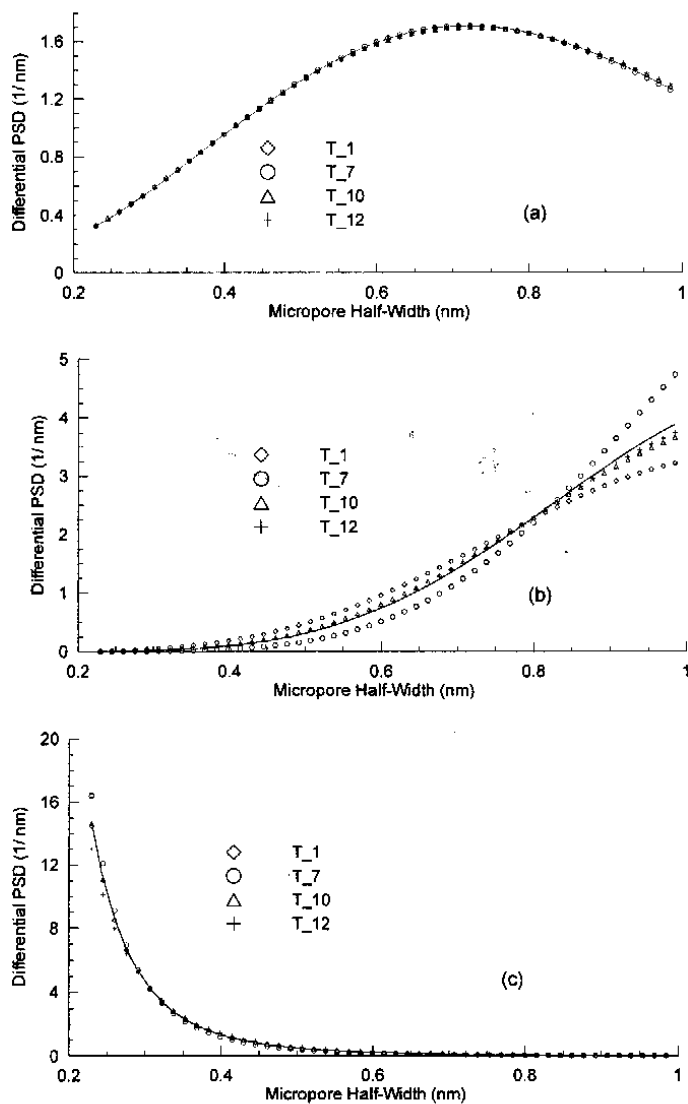 Differential PSD (1/ nm)
1.6
1.2
0.8
0.4
0
T_1
T_7
T_10
T_12
(a)
0.2
0.4
0.6
0.8
1
Micropore Half-Width (nm)
Differential PSD (1/ nm)
5
4
3
2
1
0
T_1
T_7
T_10
T_12
(b)
0.2
0.4
0.6
0.8
1
Micropore Half-Width (nm)
Differential PSD (1/ nm)
20
16
12
8
4
0
T_1
T_7
T_10
T_12
(c)
0.2
0.4
0.6
0.8
1
Micropore Half-Width (nm)